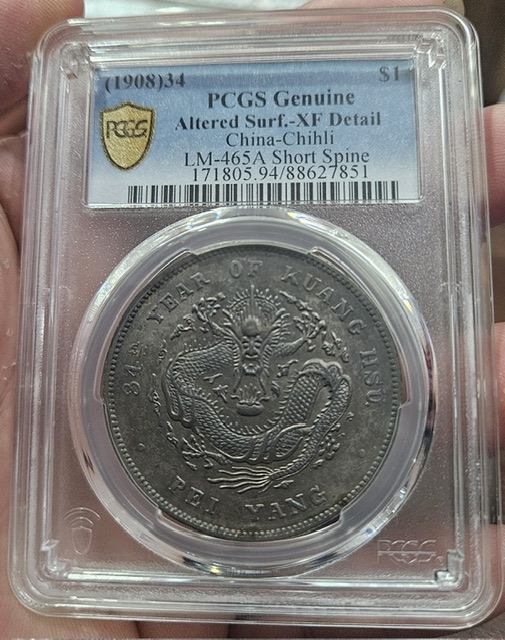 (1908)34 $1
PCGS Genuine
Altered Surf.-XF Detail
China-Chihli
LM-465A Short Spine
171805.94/88627851
PCGS
34TH YEAR OF KUANG HSÜ
PEI YANG
PCGS